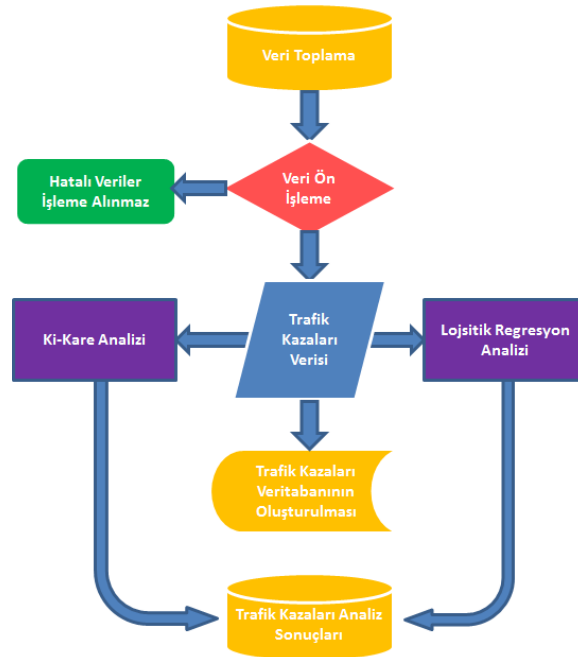 Veri Toplama
Veri Ön
İşleme
Hatalı Veriler
İşleme Alınmaz
Ki-Kare Analizi
Trafik
Kazaları
Verisi
Lojsitik Regresyon
Analizi
Trafik Kazaları
Veritabanının
Oluşturulması
Trafik Kazaları Analiz
Sonuçları